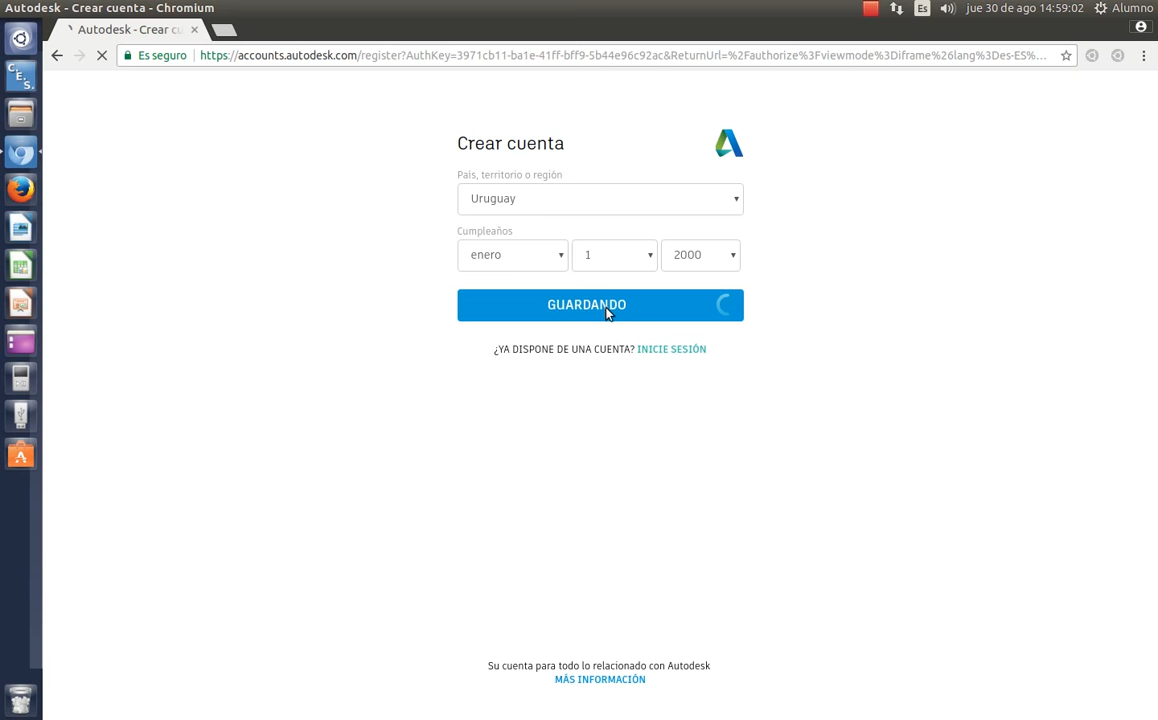 Autodesk - Crear cuenta - Chromium
Es
jue 30 de ago 14:59:02
Alumno
Autodesk - Crear cu
Es seguro
https://accounts.autodesk.com/register?AuthKey=3971cb11-ba1e-41ff-bff9-5b44e96c92ac&ReturnUrl=%2Fauthorize%3Fviewmode%3Diframe%26lang%3Des-ES%...
C
E
S.
Crear cuenta
País, territorio o región
Uruguay
Cumpleaños
enero
1
2000
GUARDANDO
¿YA DISPONE DE UNA CUENTA? INICIE SESIÓN
Su cuenta para todo lo relacionado con Autodesk
MÁS INFORMACIÓN